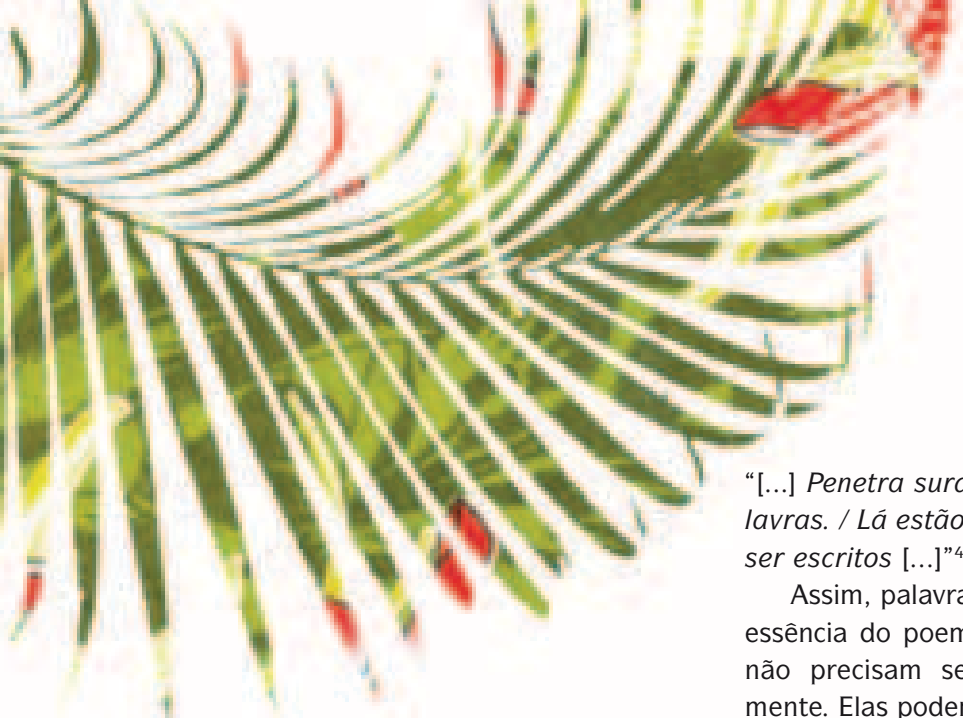 “[...] Penetra surd
lavras. / Lá estão
ser escritos [...]”⁴
Assim, palavra
essência do poem
não precisam se
mente. Elas poder